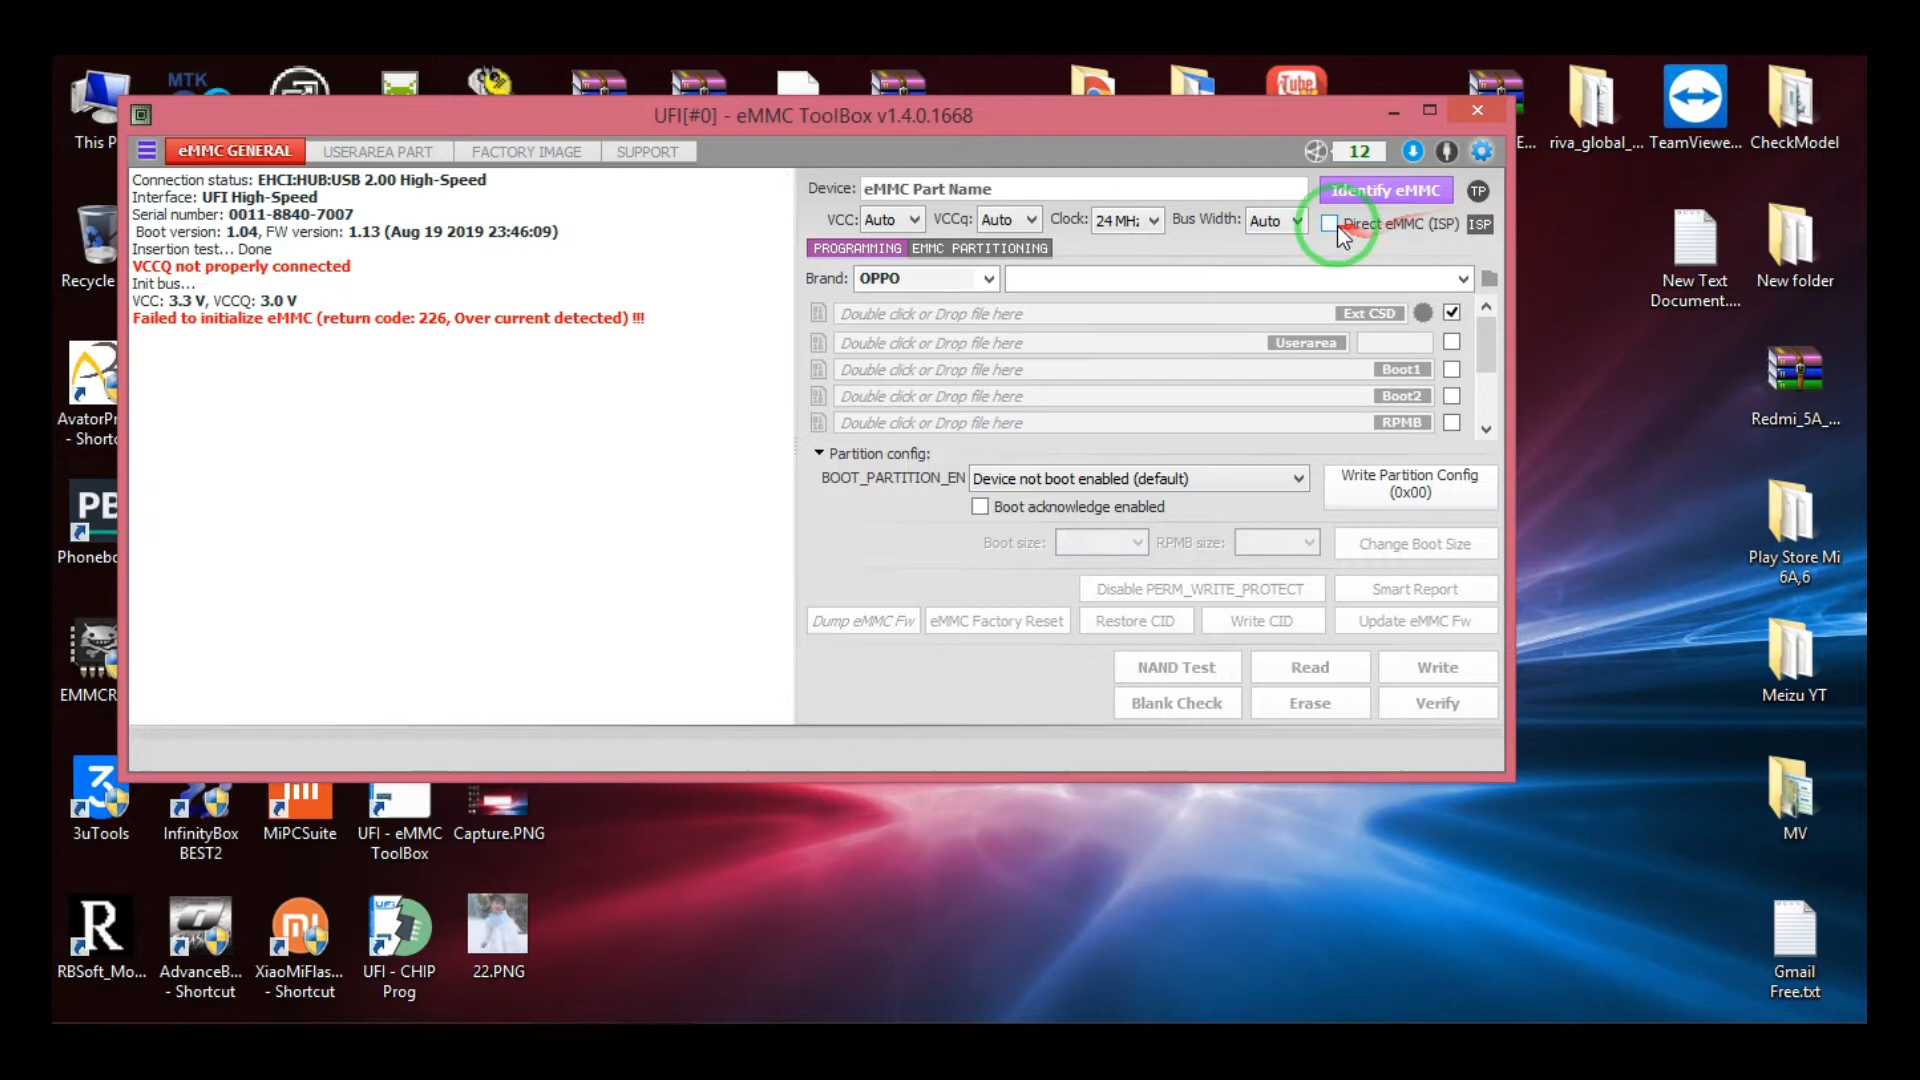 MTK
Tube
This P
Recycle
AvatorPr
- Shortc
PB
Phonebo
EMMCR
E...
riva_global_...
TeamViewe...
CheckModel
UFI[#0] - eMMC ToolBox v1.4.0.1668
eMMC GENERAL
USERAREA PART
FACTORY IMAGE
SUPPORT
12
Connection status: EHCI:HUB:USB 2.00 High-Speed
Interface: UFI High-Speed
Serial number: 0011-8840-7007
Boot version: 1.04, FW version: 1.13 (Aug 19 2019 23:46:09)
Insertion test... Done
VCCQ not properly connected
Init bus...
VCC: 3.3 V, VCCQ: 3.0 V
Failed to initialize eMMC (return code: 226, Over current detected) !!!
Device: eMMC Part Name
Identify eMMC
TP
VCC: Auto VCCq: Auto Clock: 24 MHz Bus Width: Auto
Direct eMMC (ISP)
ISP
PROGRAMMING EMMC PARTITIONING
Brand: OPPO
Double click or Drop file here Ext CSD
Double click or Drop file here Userarea
Double click or Drop file here Boot1
Double click or Drop file here Boot2
Double click or Drop file here RPMB
Partition config:
BOOT_PARTITION_EN Device not boot enabled (default)
Write Partition Config
(0x00)
Boot acknowledge enabled
Boot size: RPMB size: Change Boot Size
Disable PERM_WRITE_PROTECT Smart Report
Dump eMMC Fw eMMC Factory Reset Restore CID Write CID Update eMMC Fw
NAND Test Read Write
Blank Check Erase Verify
New Text
Document....
New folder
Redmi_5A_...
Play Store Mi
6A,6
Meizu YT
MV
Gmail
Free.txt
3uTools
InfinityBox
BEST2
MiPCSuite
UFI - eMMC
ToolBox
Capture.PNG
R
RBSoft_Mo...
AdvanceB...
- Shortcut
XiaoMiFlas...
- Shortcut
UFI
UFI - CHIP
Prog
22.PNG